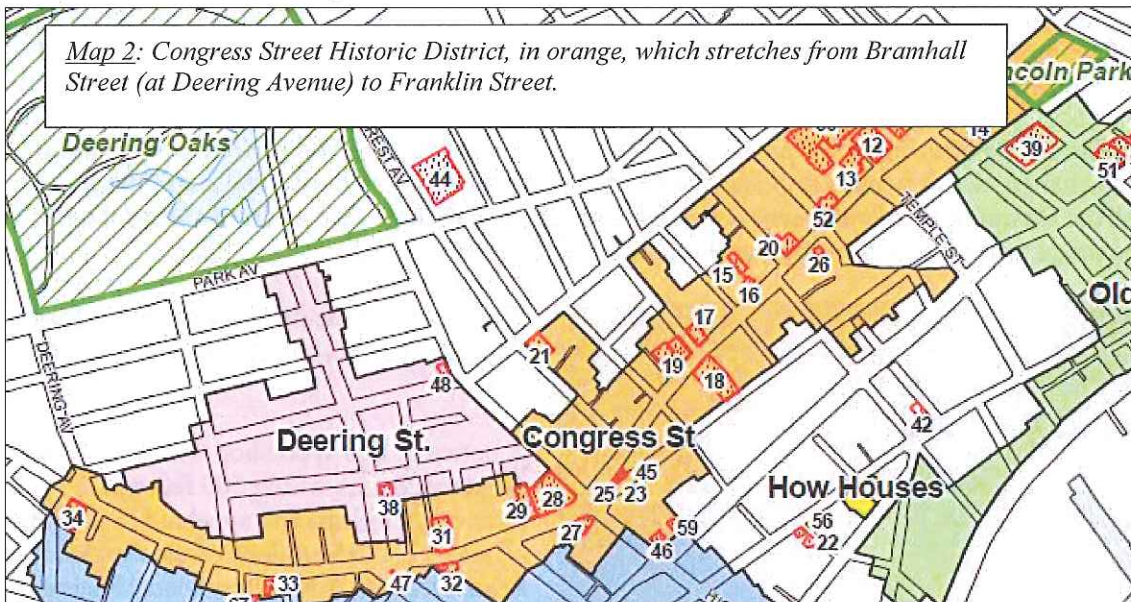 Map 2: Congress Street Historic District, in orange, which stretches from Bramhall
Street (at Deering Avenue) to Franklin Street.
ncoln Park
Deering Oaks
REST AV
44
12
14
39
51
13
52
TEMPLE ST
20
26
15
16
PARK AV
Old
17
21
19
18
DEERING AV
48
42
Deering St.
Congress St
45
How Houses
25
23
28
29
38
34
31
27
59
56
46
22
33
47
32